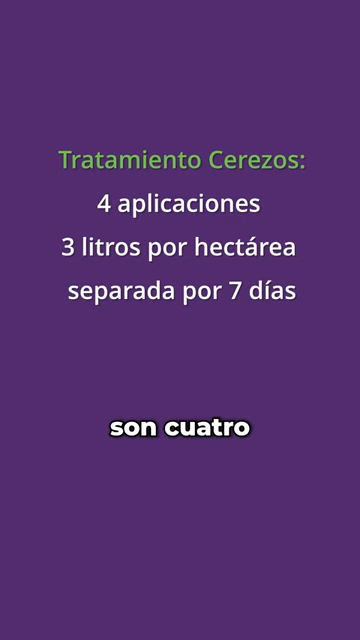 Tratamiento Cerezos:
4 aplicaciones
3 litros por hectárea
separada por 7 días
son cuatro